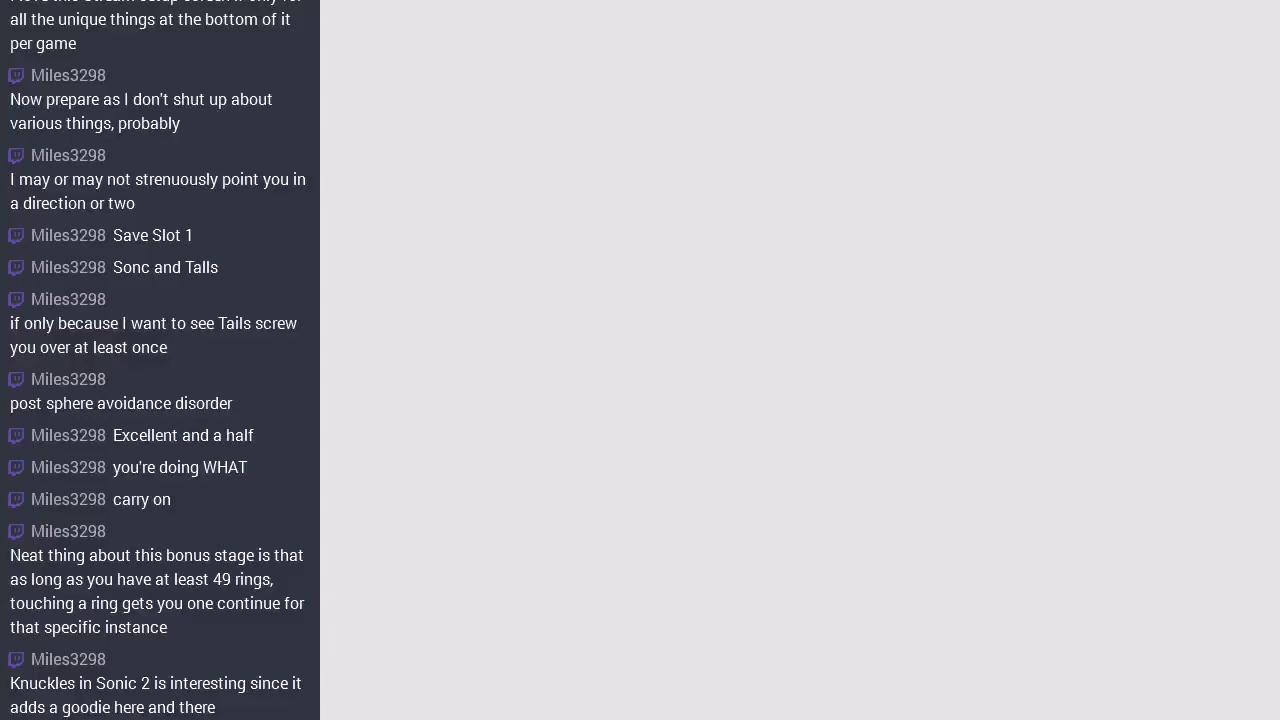 all the unique things at the bottom of it
per game
Miles3298
Now prepare as I don't shut up about
various things, probably
Miles3298
I may or may not strenuously point you in
a direction or two
Miles3298 Save Slot 1
Miles3298 Sonc and Talls
Miles3298
if only because I want to see Tails screw
you over at least once
Miles3298
post sphere avoidance disorder
Miles3298 Excellent and a half
Miles3298 you're doing WHAT
Miles3298 carry on
Miles3298
Neat thing about this bonus stage is that
as long as you have at least 49 rings,
touching a ring gets you one continue for
that specific instance
Miles3298
Knuckles in Sonic 2 is interesting since it
adds a goodie here and there